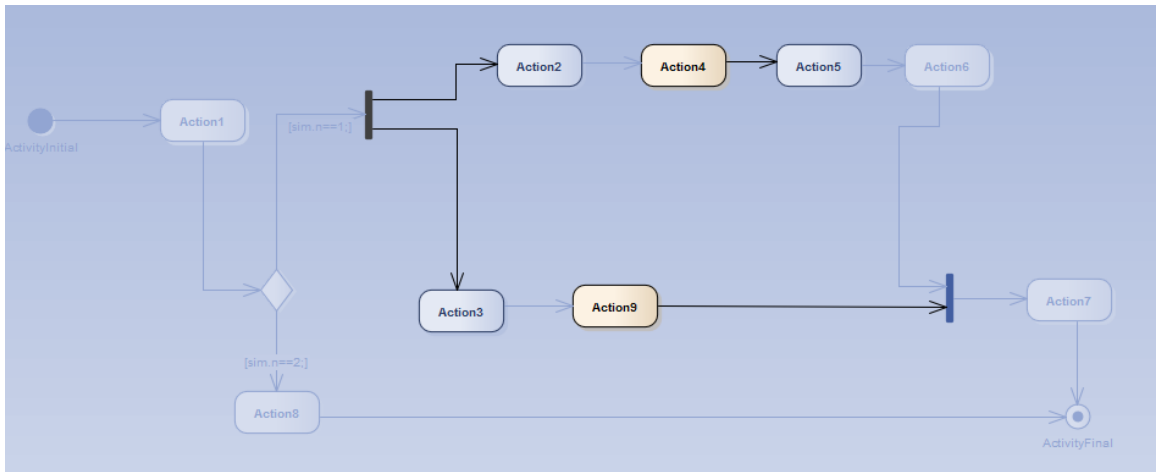 Action2
Action4
Action5
Action6
Action1
[sim.n==1;]
ActivityInitial
Action3
Action9
Action7
[sim.n==2;]
Action8
ActivityFinal